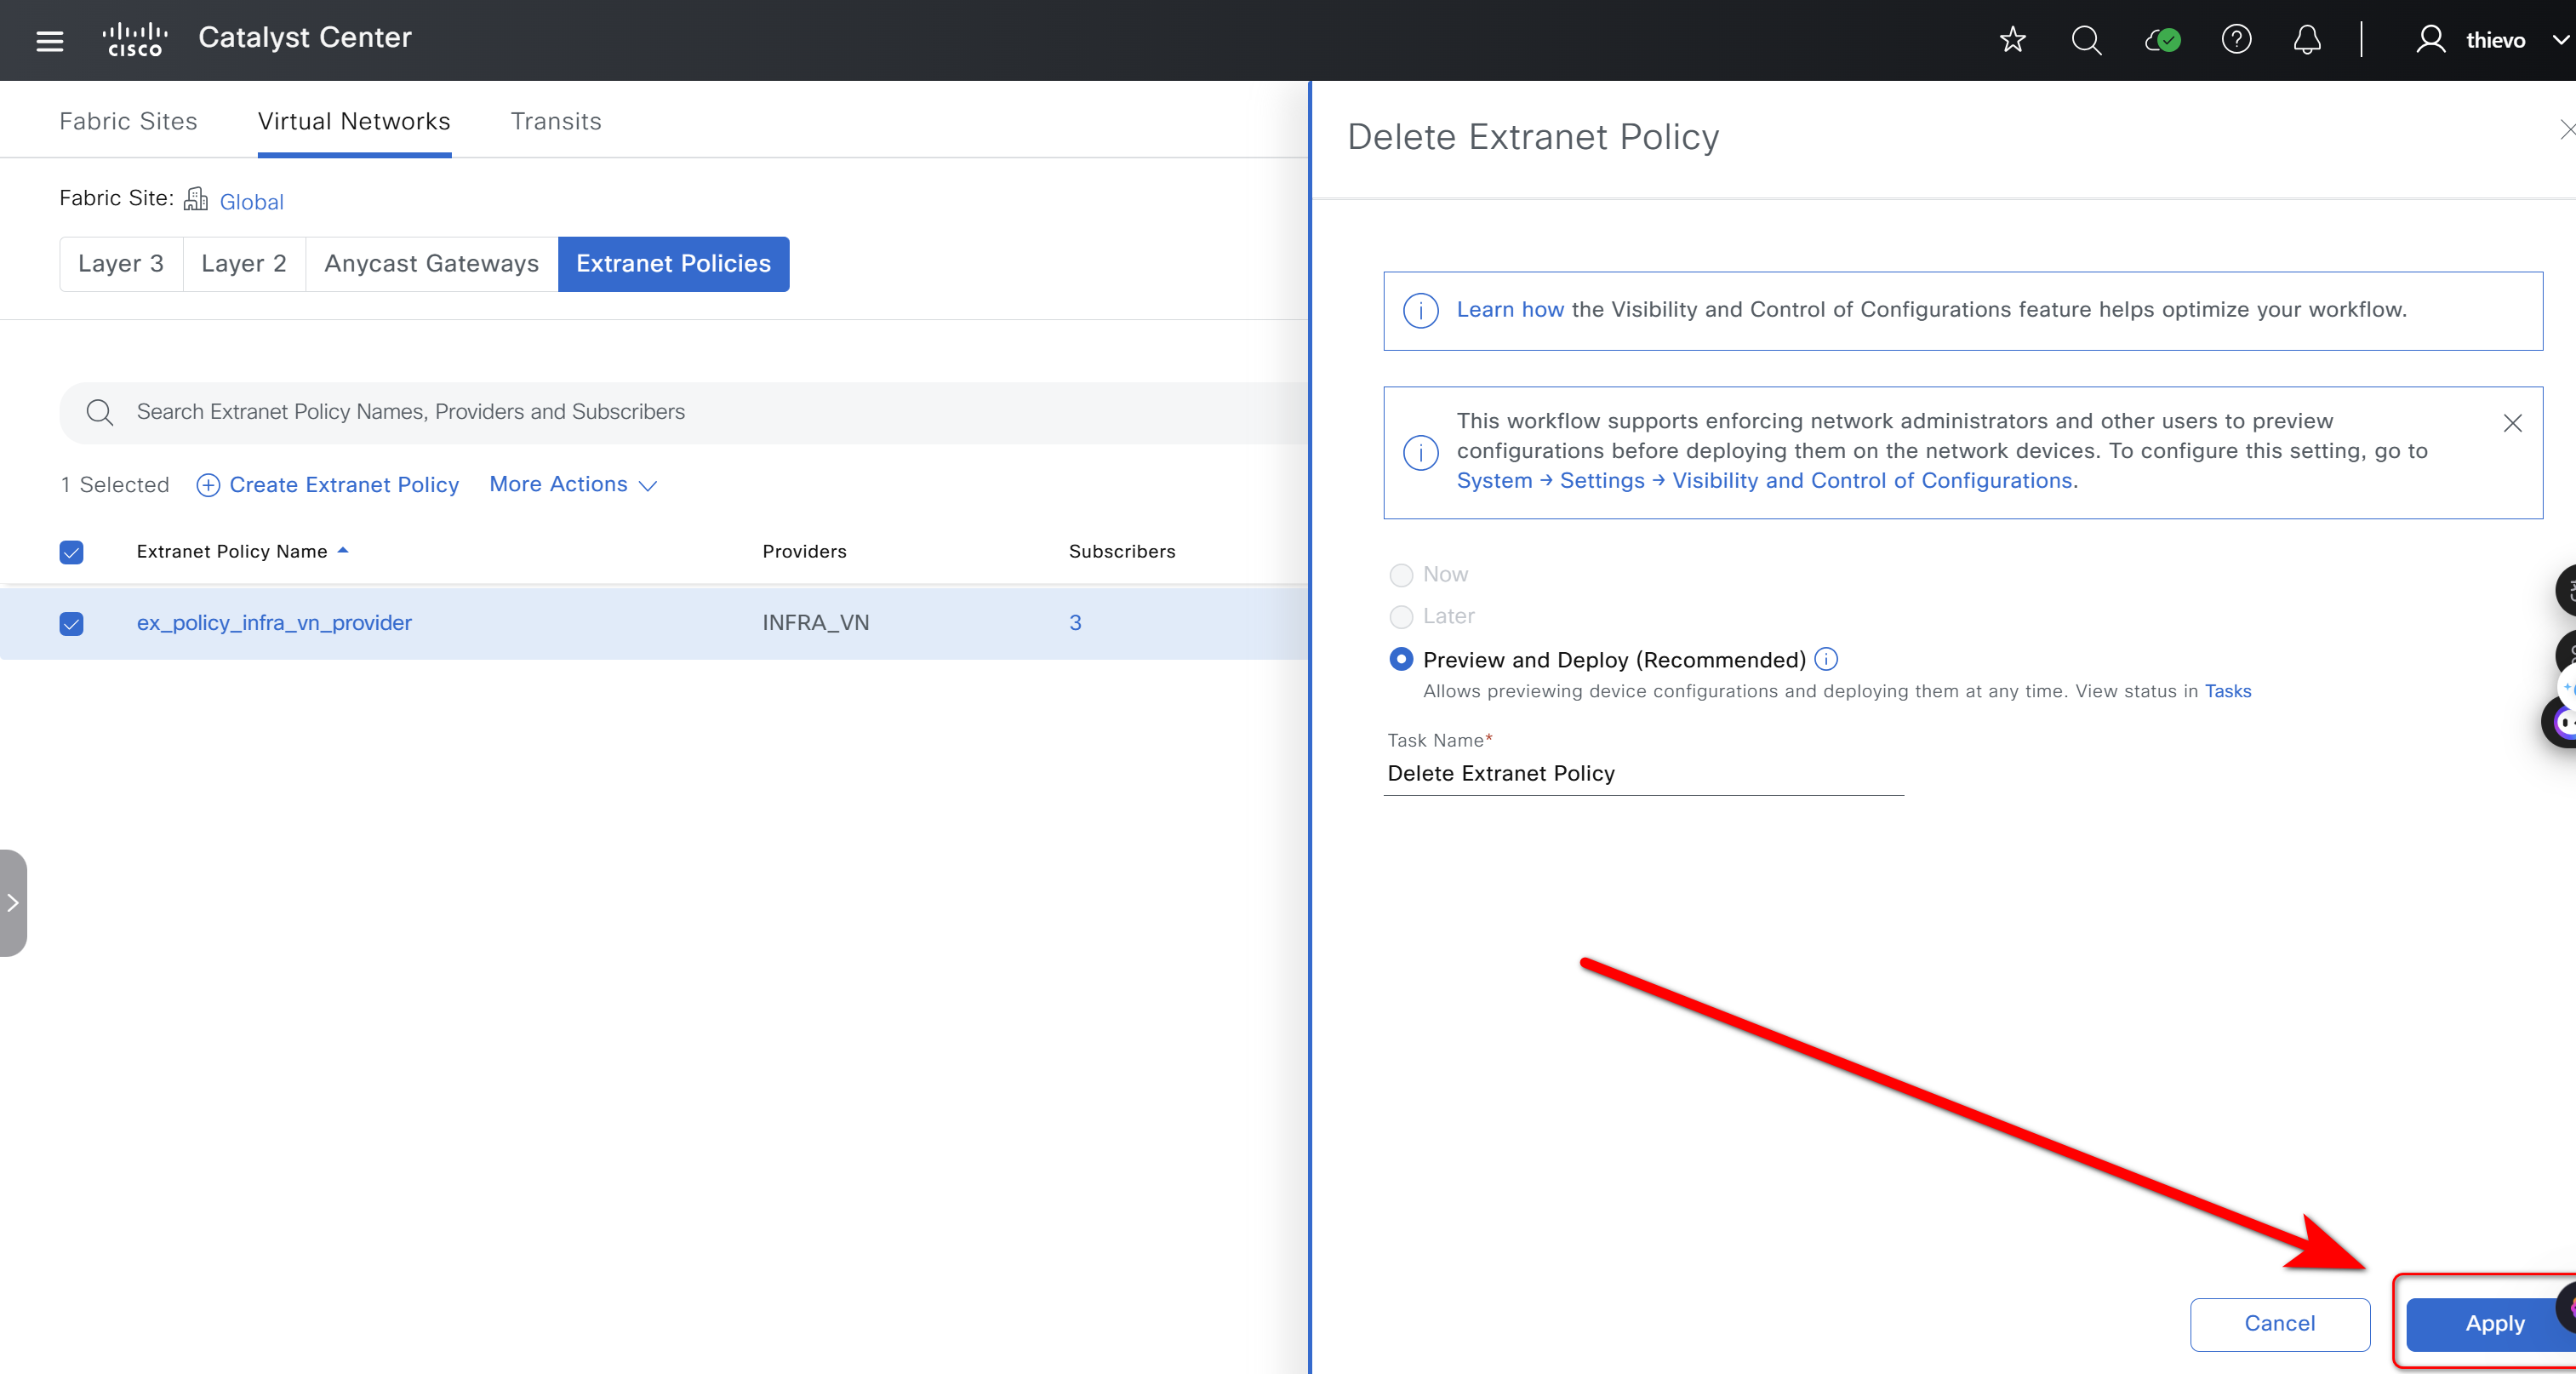 CISCO
Catalyst Center
thievo
Fabric Sites
Virtual Networks
Transits
Fabric Site: Global
Layer 3
Layer 2
Anycast Gateways
Extranet Policies
Search Extranet Policy Names, Providers and Subscribers
1 Selected
Create Extranet Policy
More Actions
Extranet Policy Name
Providers
Subscribers
ex_policy_infra_vn_provider
INFRA_VN
3
Delete Extranet Policy
Learn how the Visibility and Control of Configurations feature helps optimize your workflow.
This workflow supports enforcing network administrators and other users to preview
configurations before deploying them on the network devices. To configure this setting, go to
System → Settings → Visibility and Control of Configurations.
Now
Later
Preview and Deploy (Recommended)
Allows previewing device configurations and deploying them at any time. View status in Tasks
Task Name*
Delete Extranet Policy
Cancel
Apply